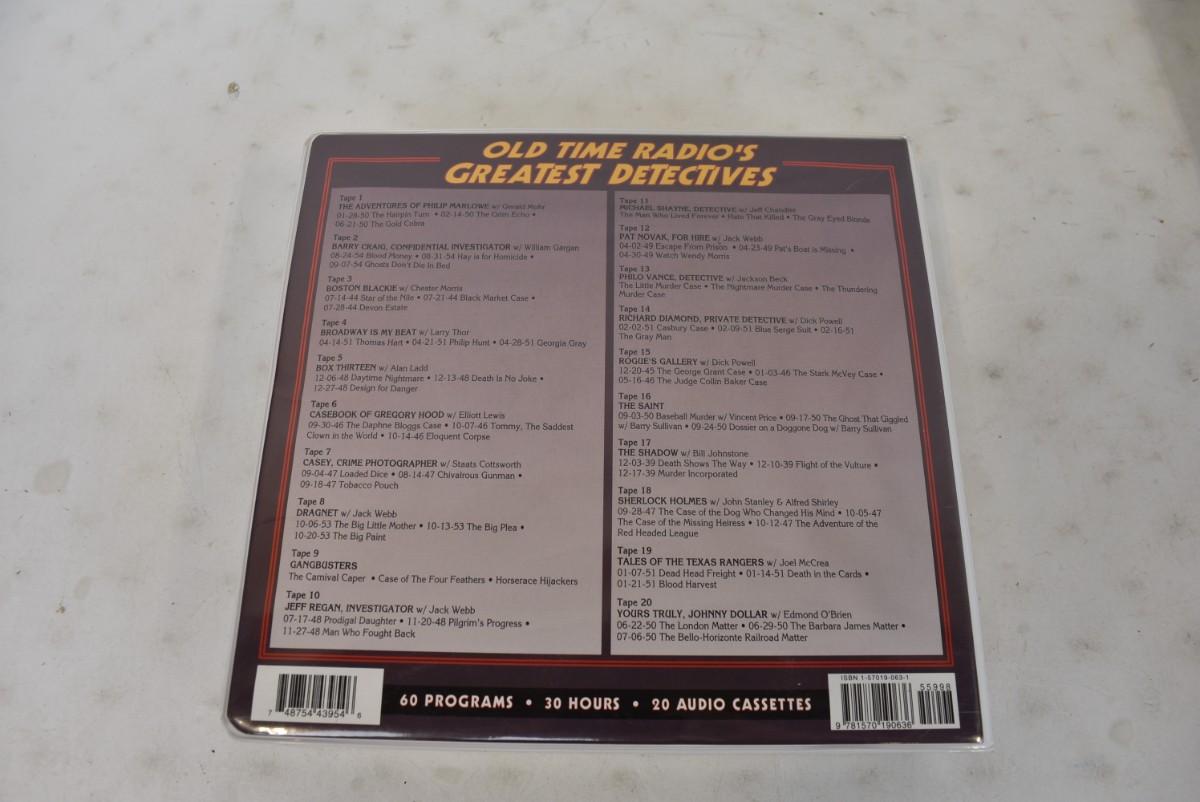 OLD TIME RADIO'S
GREATEST DETECTIVES
Tape 1
THE ADVENTURES OF PHILIP MARLOWE w/ Gerald Mohr
01-28-50 The Hairpin Turn • 02-14-50 The Grim Echo •
06-21-50 The Gold Cobra
Tape 2
BARRY CRAIG, CONFIDENTIAL INVESTIGATOR w/ William Gargan
08-24-54 Blood Money • 08-31-54 Hay is for Homicide •
09-07-54 Ghosts Don't Die In Bed
Tape 3
BOSTON BLACKIE w/ Chester Morris
07-14-44 Star of the Nile • 07-21-44 Black Market Case •
07-28-44 Devon Estate
Tape 4
BROADWAY IS MY BEAT w/ Larry Thor
04-14-51 Thomas Hart • 04-21-51 Philip Hunt • 04-28-51 Georgia Gray
Tape 5
BOX THIRTEEN w/ Alan Ladd
12-06-48 Daytime Nightmare • 12-13-48 Death Is No Joke •
12-27-48 Design for Danger
Tape 6
CASEBOOK OF GREGORY HOOD w/ Elliott Lewis
09-30-46 The Daphne Bloggs Case • 10-07-46 Tommy, The Saddest
Clown in the World • 10-14-46 Eloquent Corpse
Tape 7
CASEY, CRIME PHOTOGRAPHER w/ Staats Cottsworth
09-04-47 Loaded Dice • 08-14-47 Chivalrous Gunman •
09-18-47 Tobacco Pouch
Tape 8
DRAGNET w/ Jack Webb
10-06-53 The Big Little Mother • 10-13-53 The Big Plea •
10-20-53 The Big Paint
Tape 9
GANGBUSTERS
The Carnival Caper • Case of The Four Feathers • Horserace Hijackers
Tape 10
JEFF REGAN, INVESTIGATOR w/ Jack Webb
07-17-48 Prodigal Daughter • 11-20-48 Pilgrim's Progress •
11-27-48 Man Who Fought Back
Tape 11
MICHAEL SHAYNE, DETECTIVE w/ Jeff Chandler
The Man Who Lived Forever • Hate That Killed • The Gray Eyed Blonde
Tape 12
PAT NOVAK, FOR HIRE w/ Jack Webb
04-02-49 Escape From Prison • 04-23-49 Pat's Boat is Missing •
04-30-49 Watch Wendy Morris
Tape 13
PHILO VANCE, DETECTIVE w/ Jackson Beck
The Little Murder Case • The Nightmare Murder Case • The Thundering
Murder Case
Tape 14
RICHARD DIAMOND, PRIVATE DETECTIVE w/ Dick Powell
02-02-51 Casbury Case • 02-09-51 Blue Serge Suit • 02-16-51
The Gray Man
Tape 15
ROGUE'S GALLERY w/ Dick Powell
12-20-45 The George Grant Case • 01-03-46 The Stark McVey Case •
05-16-46 The Judge Collin Baker Case
Tape 16
THE SAINT
09-03-50 Baseball Murder w/ Vincent Price • 09-17-50 The Ghost That Giggled
w/ Barry Sullivan • 09-24-50 Dossier on a Doggone Dog w/ Barry Sullivan
Tape 17
THE SHADOW w/ Bill Johnstone
12-03-39 Death Shows The Way • 12-10-39 Flight of the Vulture •
12-17-39 Murder Incorporated
Tape 18
SHERLOCK HOLMES w/ John Stanley & Alfred Shirley
09-28-47 The Case of the Dog Who Changed His Mind • 10-05-47
The Case of the Missing Heiress • 10-12-47 The Adventure of the
Red Headed League
Tape 19
TALES OF THE TEXAS RANGERS w/ Joel McCrea
01-07-51 Dead Head Freight • 01-14-51 Death in the Cards •
01-21-51 Blood Harvest
Tape 20
YOURS TRULY, JOHNNY DOLLAR w/ Edmond O'Brien
06-22-50 The London Matter • 06-29-50 The Barbara James Matter •
07-06-50 The Bello-Horizonte Railroad Matter
7 48754 43954 6
60 PROGRAMS • 30 HOURS • 20 AUDIO CASSETTES
ISBN 1-57019-063-1
55998
9 781570 190636